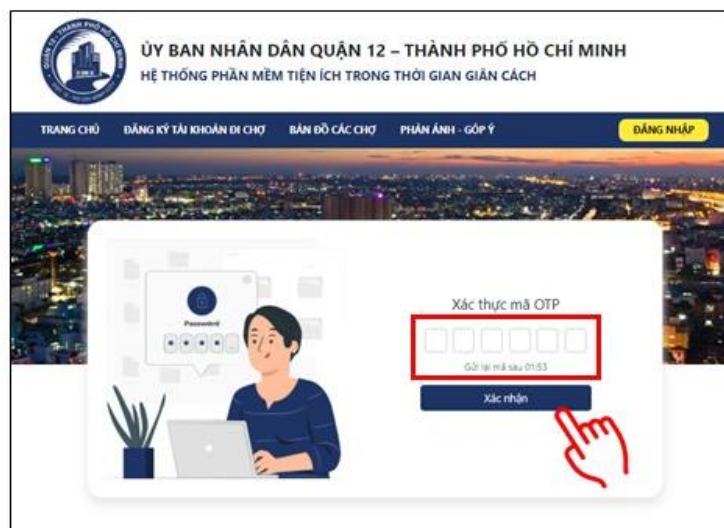 ỦY BAN NHÂN DÂN QUẬN 12 – THÀNH PHỐ HỒ CHÍ MINH
HỆ THỐNG PHẦN MỀM TIỆN ÍCH TRONG THỜI GIAN GIÃN CÁCH
TRANG CHỦ ĐĂNG KÝ TÀI KHOẢN ĐI CHỢ BẢN ĐỒ CÁC CHỢ PHẢN ÁNH - GÓP Ý ĐĂNG NHẬP
Password
Xác thực mã OTP
Gửi lại mã sau 01:53
Xác nhận